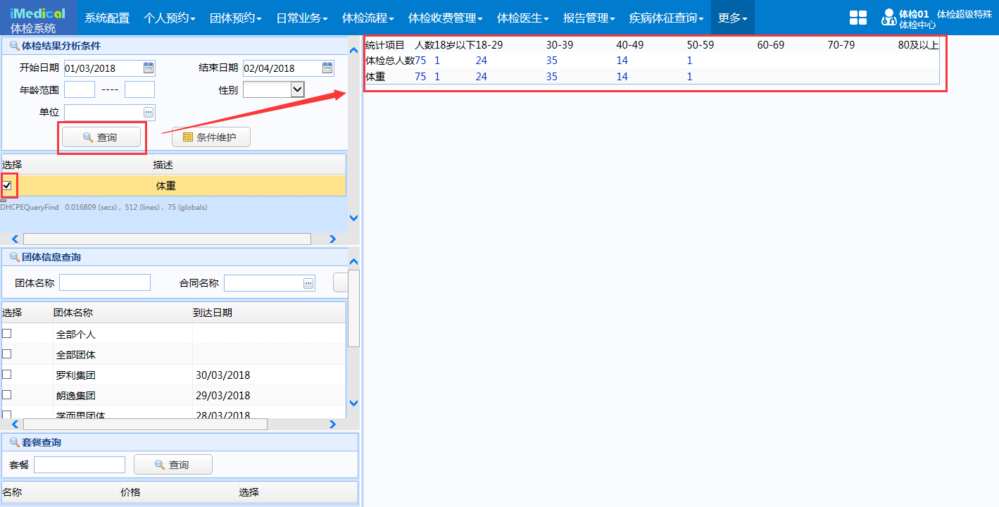 iMedical
体检系统
系统配置 个人预约 团体预约 日常业务 体检流程 体检收费管理 体检医生 报告管理 疾病体征查询 更多
体检01 体检超级特殊
体检中心
体检结果分析条件
开始日期 01/03/2018 结束日期 02/04/2018
年龄范围 ---- 性别
单位
查询 条件维护
选择 描述
体重
DHCPEQueryFind 0.016809 (secs) , 512 (lines) , 75 (globals)
团体信息查询
团体名称 合同名称
选择 团体名称 到达日期
全部个人
全部团体
罗利集团 30/03/2018
朗逸集团 29/03/2018
学而思团体 28/03/2018
套餐查询
套餐 查询
名称 价格 选择
统计项目 人数 18岁以下 18-29 30-39 40-49 50-59 60-69 70-79 80及以上
体检总人数 75 1 24 35 14 1
体重 75 1 24 35 14 1